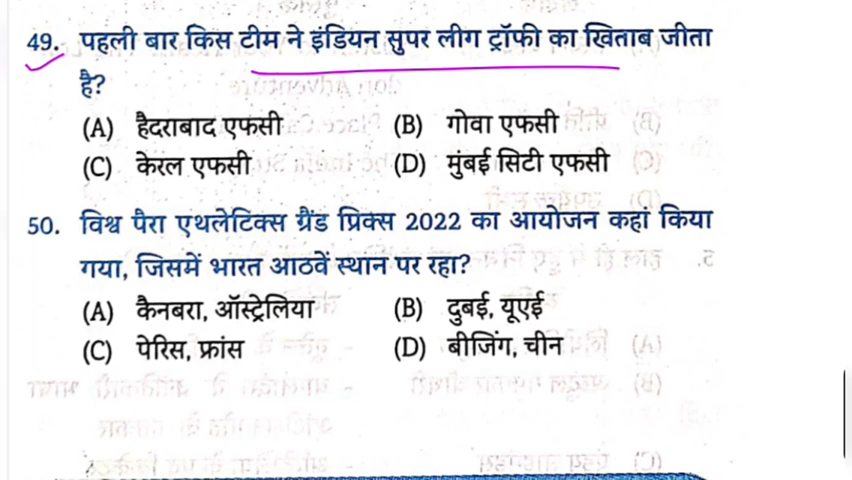 49. पहली बार किस टीम ने इंडियन सुपर लीग ट्रॉफी का खिताब जीता
है?
(A) हैदराबाद एफसी (B) गोवा एफसी
(C) केरल एफसी (D) मुंबई सिटी एफसी
50. विश्व पैरा एथलेटिक्स ग्रैंड प्रिक्स 2022 का आयोजन कहां किया
गया, जिसमें भारत आठवें स्थान पर रहा?
(A) कैनबरा, ऑस्ट्रेलिया (B) दुबई, यूएई
(C) पेरिस, फ्रांस (D) बीजिंग, चीन